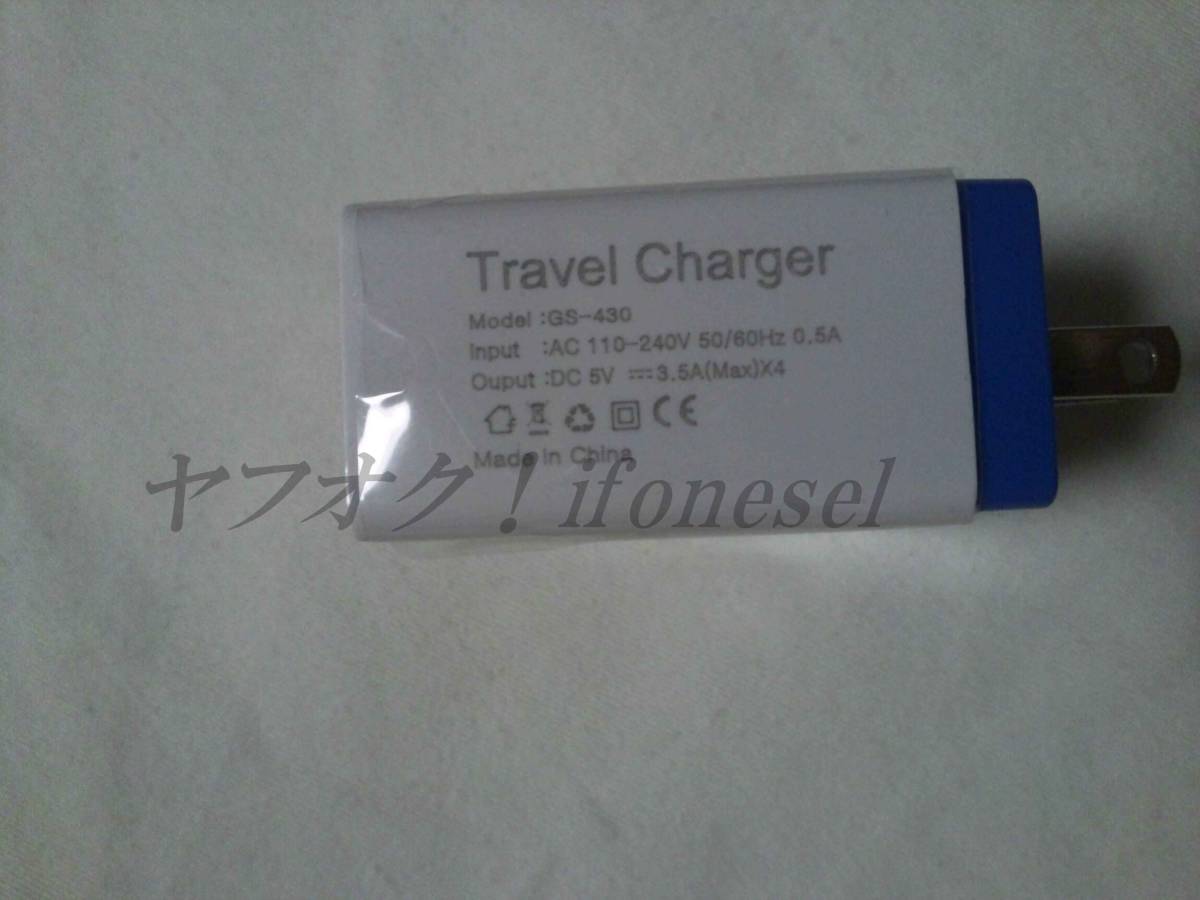 Travel Charger
Model :GS-430
Input :AC 110-240V 50/60Hz 0.5A
Ouput :DC 5V ⎓3.5A(Max)X4
CE
Made in China
ヤフオク！ifonesel